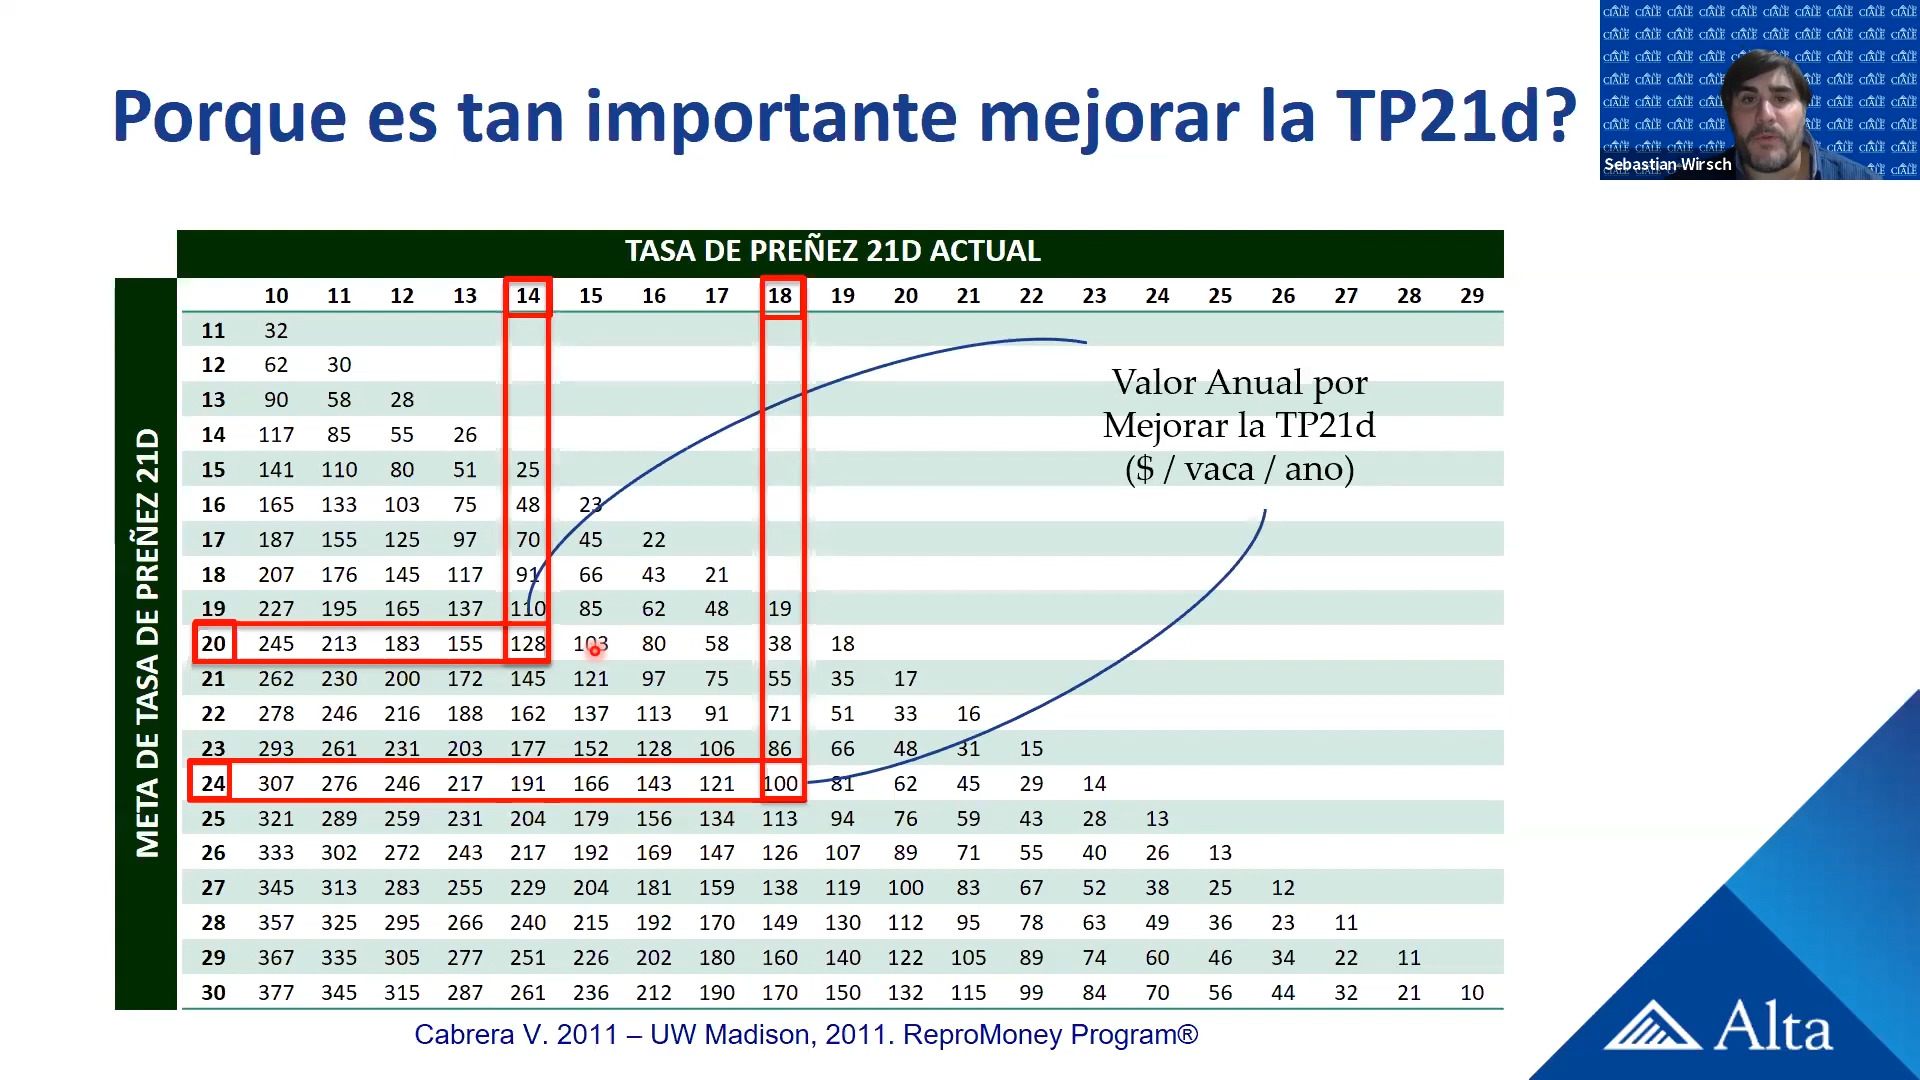 Porque es tan importante mejorar la TP21d?
Sebastian Wirsch
TASA DE PREÑEZ 21D ACTUAL
META DE TASA DE PREÑEZ 21D
10 11 12 13 14 15 16 17 18 19 20 21 22 23 24 25 26 27 28 29
11 32
12 62 30
13 90 58 28
14 117 85 55 26
15 141 110 80 51 25
16 165 133 103 75 48 23
17 187 155 125 97 70 45 22
18 207 176 145 117 91 66 43 21
19 227 195 165 137 110 85 62 48 19
20 245 213 183 155 128 103 80 58 38 18
21 262 230 200 172 145 121 97 75 55 35 17
22 278 246 216 188 162 137 113 91 71 51 33 16
23 293 261 231 203 177 152 128 106 86 66 48 31 15
24 307 276 246 217 191 166 143 121 100 81 62 45 29 14
25 321 289 259 231 204 179 156 134 113 94 76 59 43 28 13
26 333 302 272 243 217 192 169 147 126 107 89 71 55 40 26 13
27 345 313 283 255 229 204 181 159 138 119 100 83 67 52 38 25 12
28 357 325 295 266 240 215 192 170 149 130 112 95 78 63 49 36 23 11
29 367 335 305 277 251 226 202 180 160 140 122 105 89 74 60 46 34 22 11
30 377 345 315 287 261 236 212 190 170 150 132 115 99 84 70 56 44 32 21 10
Valor Anual por
Mejorar la TP21d
($ / vaca / ano)
Cabrera V. 2011 – UW Madison, 2011. ReproMoney Program®
Alta